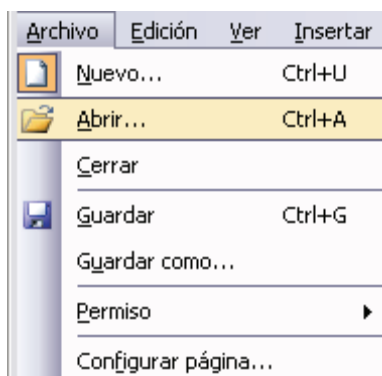 Archivo Edición Ver Insertar
Nuevo... Ctrl+U
Abrir... Ctrl+A
Cerrar
Guardar Ctrl+G
Guardar como...
Permiso
Configurar página...